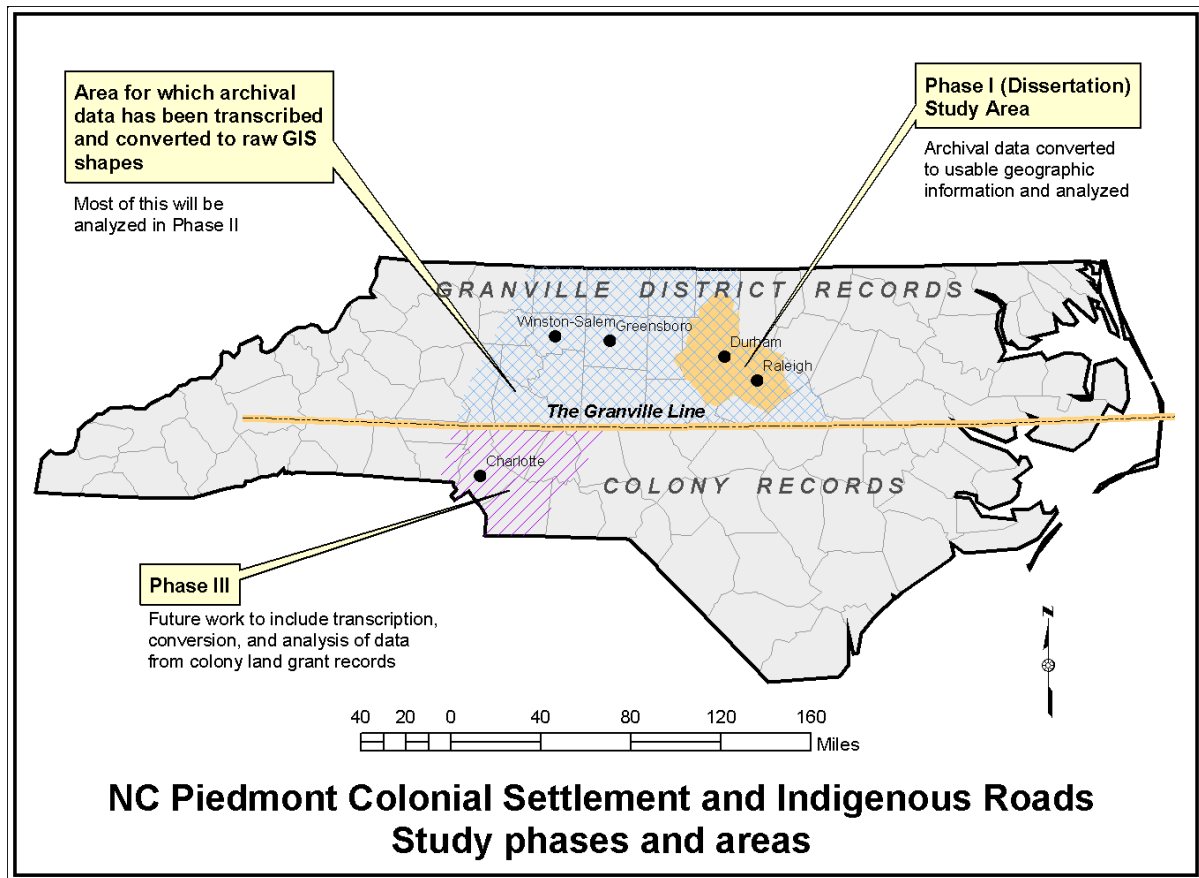 Area for which archival
data has been transcribed
and converted to raw GIS
shapes
Most of this will be
analyzed in Phase II
Phase I (Dissertation)
Study Area
Archival data converted
to usable geographic
information and analyzed
GRANVILLE DISTRICT RECORDS
Winston-Salem
Greensboro
Durham
Raleigh
The Granville Line
Charlotte
COLONY RECORDS
Phase III
Future work to include transcription,
conversion, and analysis of data
from colony land grant records
N
40 20 0 40 80 120 160
Miles
NC Piedmont Colonial Settlement and Indigenous Roads
Study phases and areas